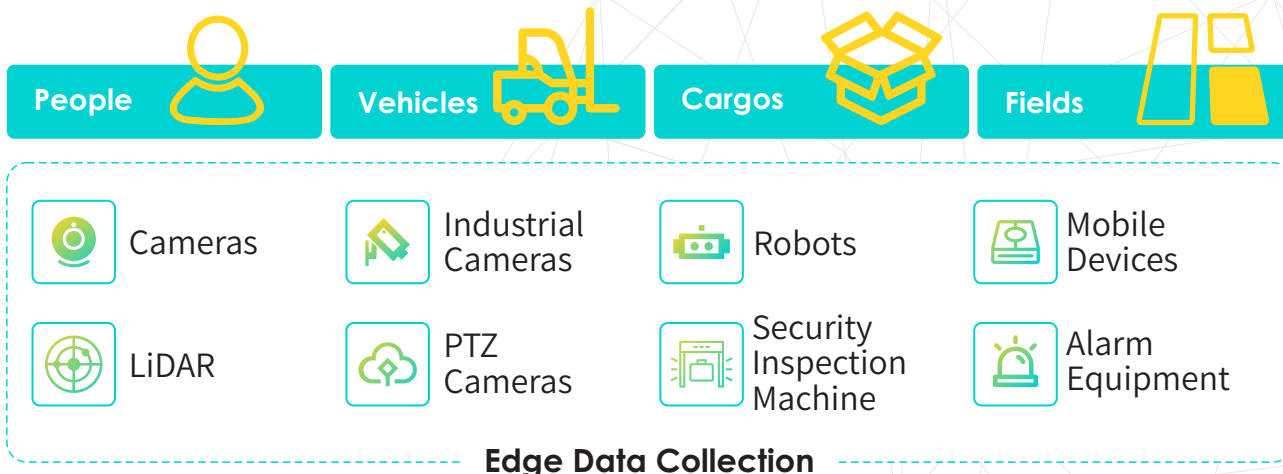 People
Vehicles
Cargos
Fields
Cameras
Industrial
Cameras
Robots
Mobile
Devices
LiDAR
PTZ
Cameras
Security
Inspection
Machine
Alarm
Equipment
Edge Data Collection